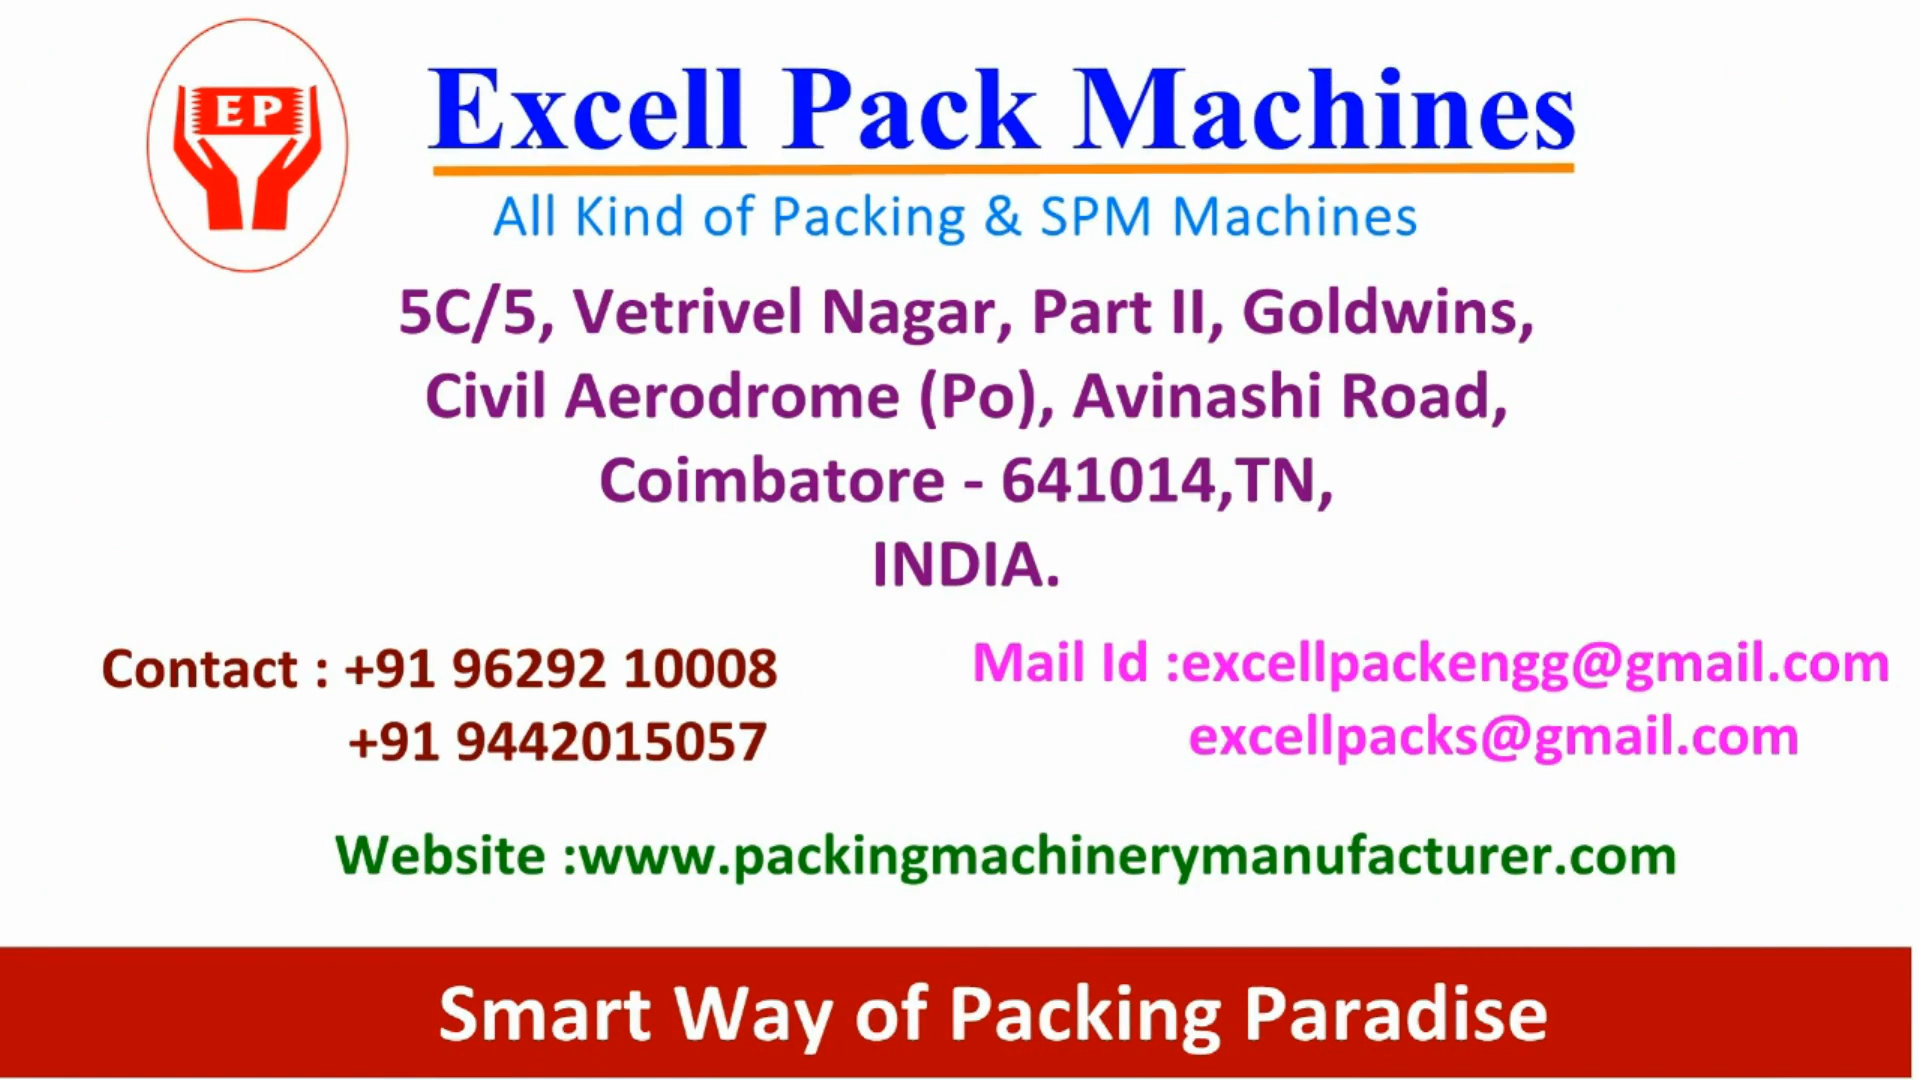 EP
Excell Pack Machines
All Kind of Packing & SPM Machines
5C/5, Vetrivel Nagar, Part II, Goldwins,
Civil Aerodrome (Po), Avinashi Road,
Coimbatore - 641014,TN,
INDIA.
Contact : +91 96292 10008
+91 9442015057
Mail Id :excellpackengg@gmail.com
excellpacks@gmail.com
Website :www.packingmachinerymanufacturer.com
Smart Way of Packing Paradise